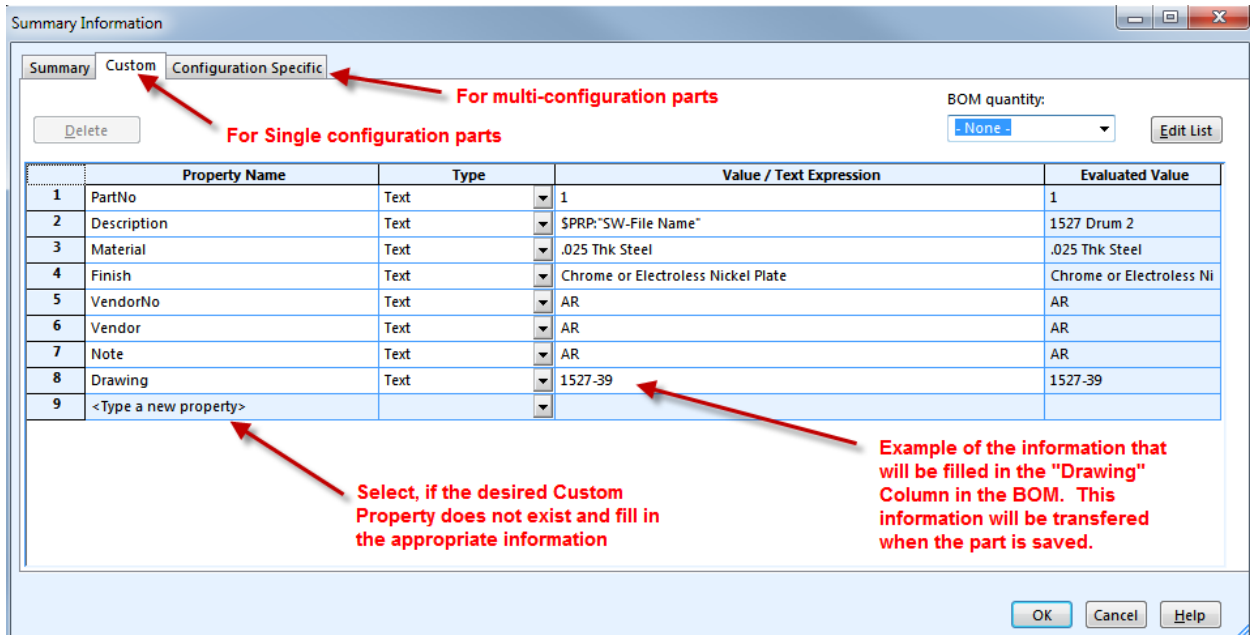 Summary Information
Summary Custom Configuration Specific
For multi-configuration parts
BOM quantity:
Delete
For Single configuration parts
- None -
Edit List
Property Name Type Value / Text Expression Evaluated Value
1 PartNo Text 1 1
2 Description Text $PRP:"SW-File Name" 1527 Drum 2
3 Material Text .025 Thk Steel .025 Thk Steel
4 Finish Text Chrome or Electroless Nickel Plate Chrome or Electroless Ni
5 VendorNo Text AR AR
6 Vendor Text AR AR
7 Note Text AR AR
8 Drawing Text 1527-39 1527-39
9 <Type a new property>
Example of the information that
will be filled in the "Drawing"
Column in the BOM. This
information will be transfered
when the part is saved.
Select, if the desired Custom
Property does not exist and fill in
the appropriate information
OK Cancel Help